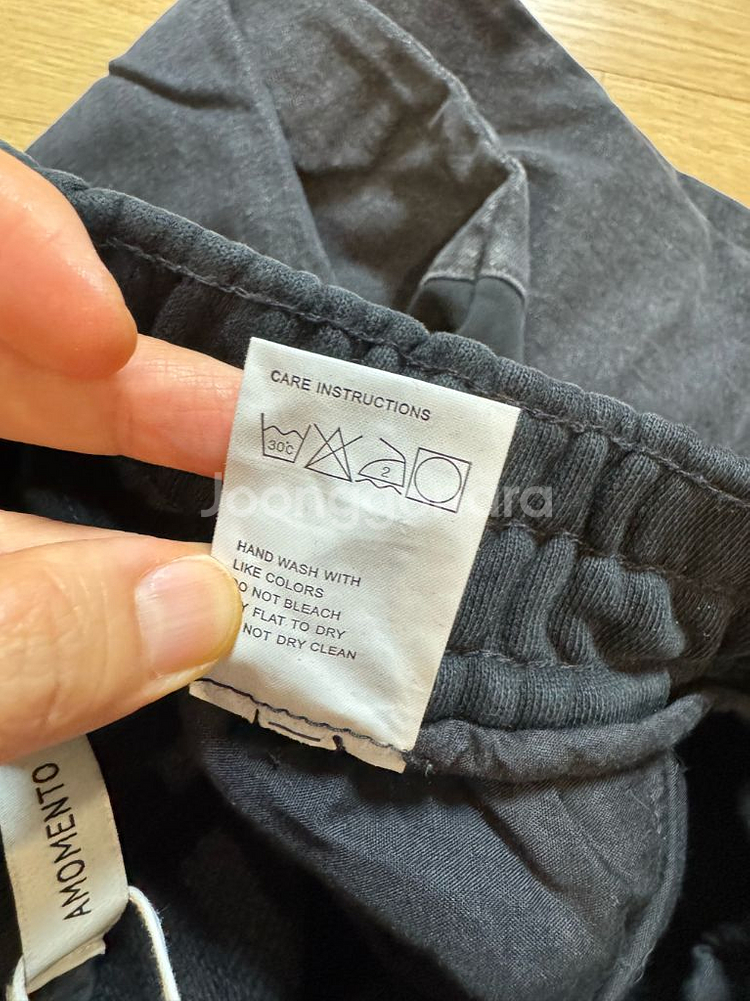 CARE INSTRUCTIONS
30°C
2
HAND WASH WITH
LIKE COLORS
O NOT BLEACH
Y FLAT TO DRY
NOT DRY CLEAN
AMOMENTO